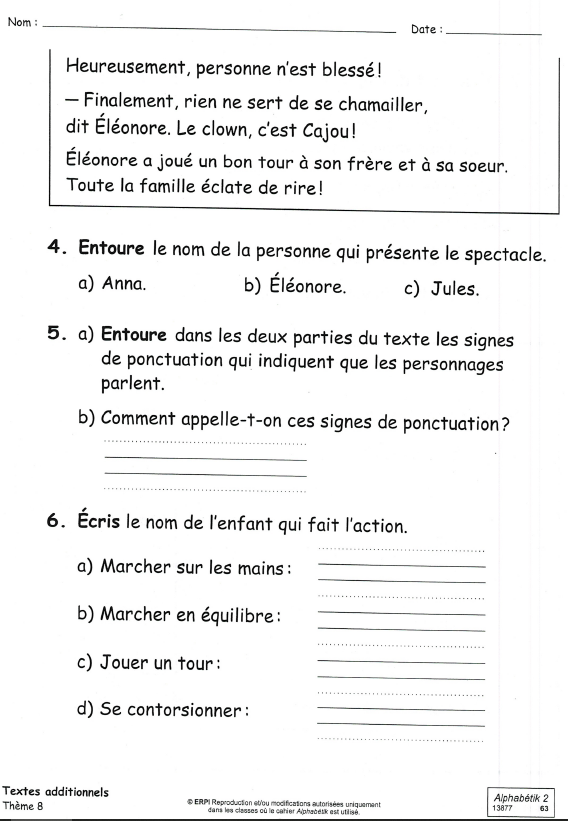 Nom : Date :
Heureusement, personne n'est blessé!
— Finalement, rien ne sert de se chamailler,
dit Éléonore. Le clown, c'est Cajou!
Éléonore a joué un bon tour à son frère et à sa soeur.
Toute la famille éclate de rire!
4. Entoure le nom de la personne qui présente le spectacle.
a) Anna. b) Éléonore. c) Jules.
5. a) Entoure dans les deux parties du texte les signes
de ponctuation qui indiquent que les personnages
parlent.
b) Comment appelle-t-on ces signes de ponctuation?
6. Écris le nom de l'enfant qui fait l'action.
a) Marcher sur les mains :
b) Marcher en équilibre :
c) Jouer un tour :
d) Se contorsionner :
Textes additionnels
Thème 8
© ERPI Reproduction et/ou modifications autorisées uniquement
dans les classes où le cahier Alphabétik est utilisé.
Alphabétik 2
13877 63